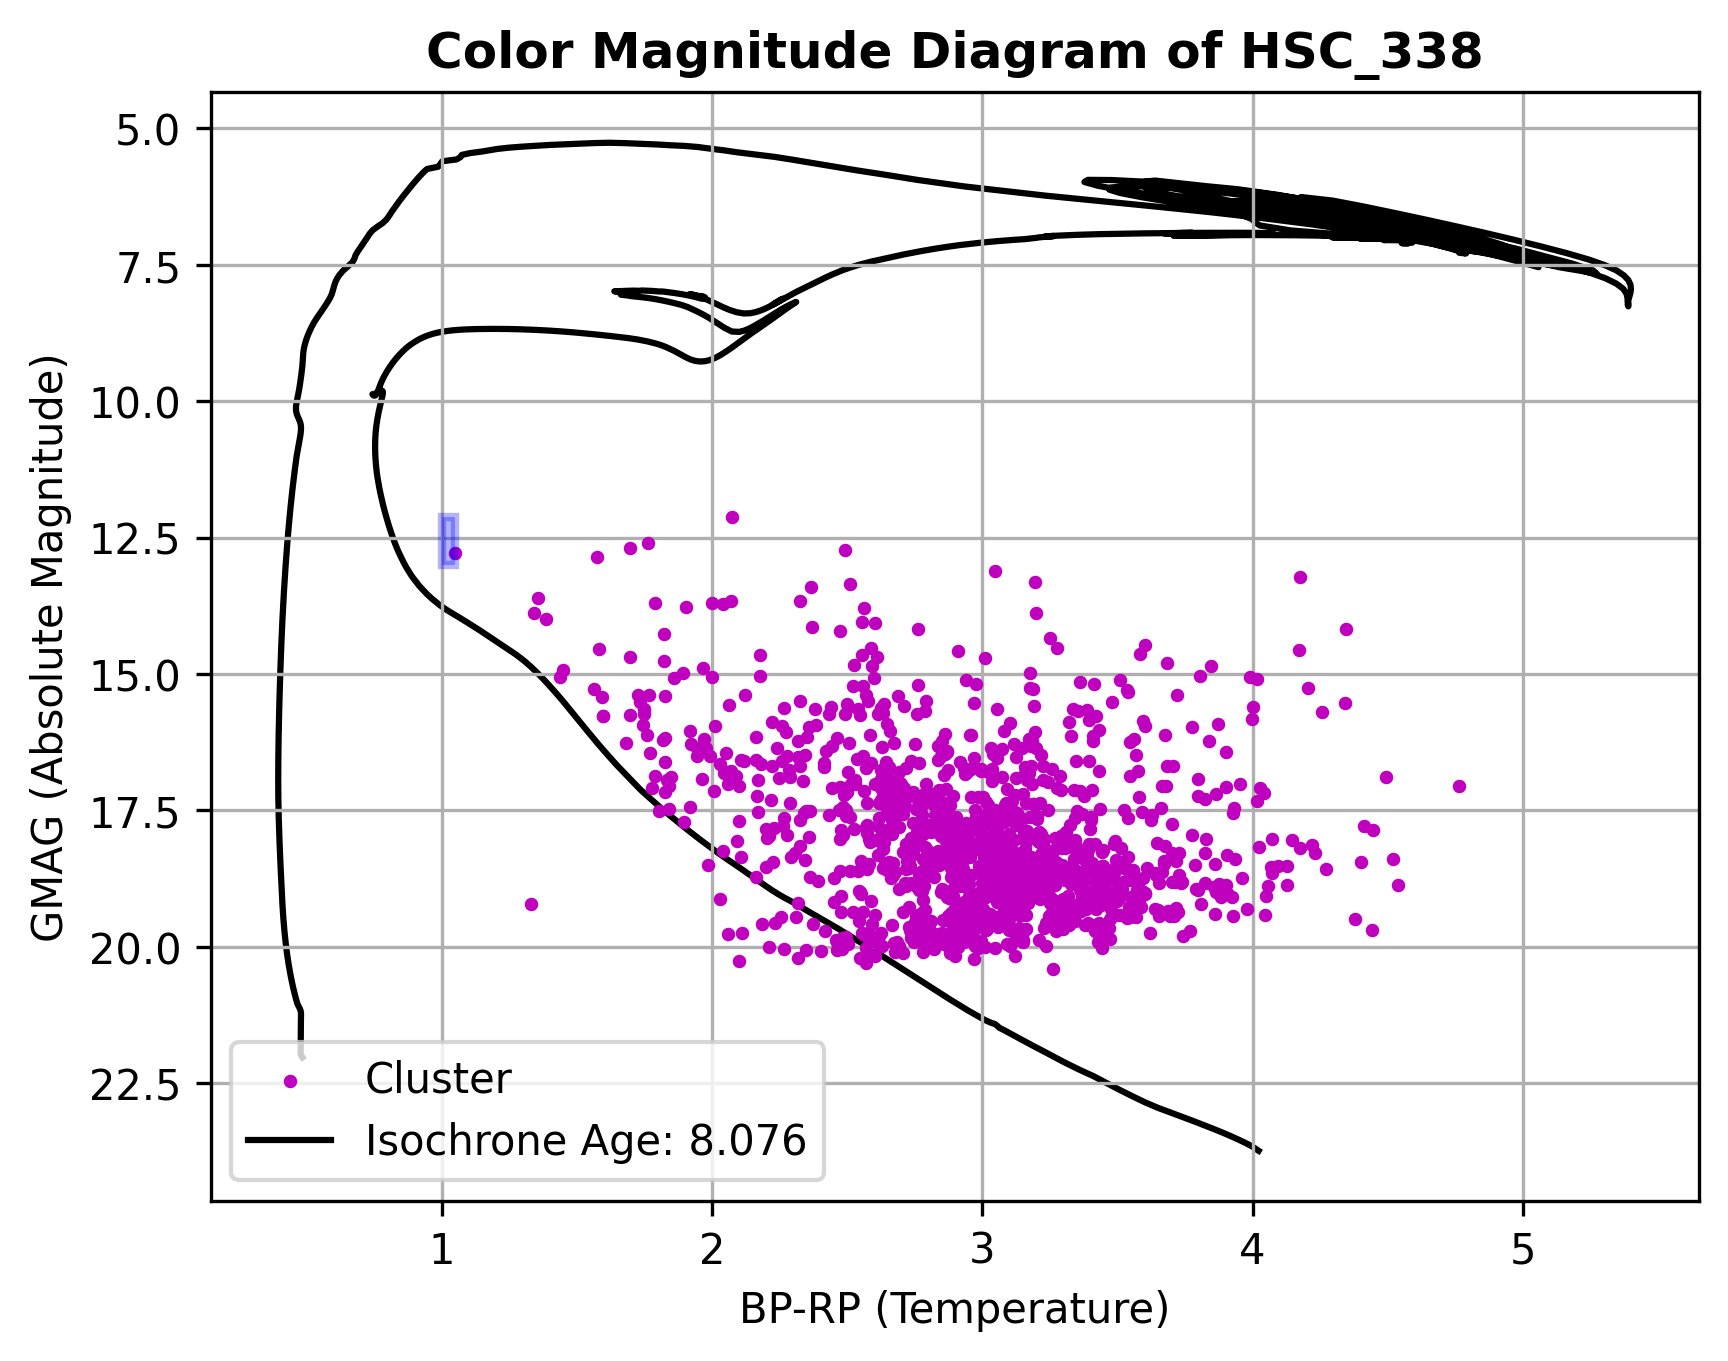 Color Magnitude Diagram of HSC_338
GMAG (Absolute Magnitude)
5.0
7.5
10.0
12.5
15.0
17.5
20.0
22.5
Cluster
Isochrone Age: 8.076
1 2 3 4 5
BP-RP (Temperature)